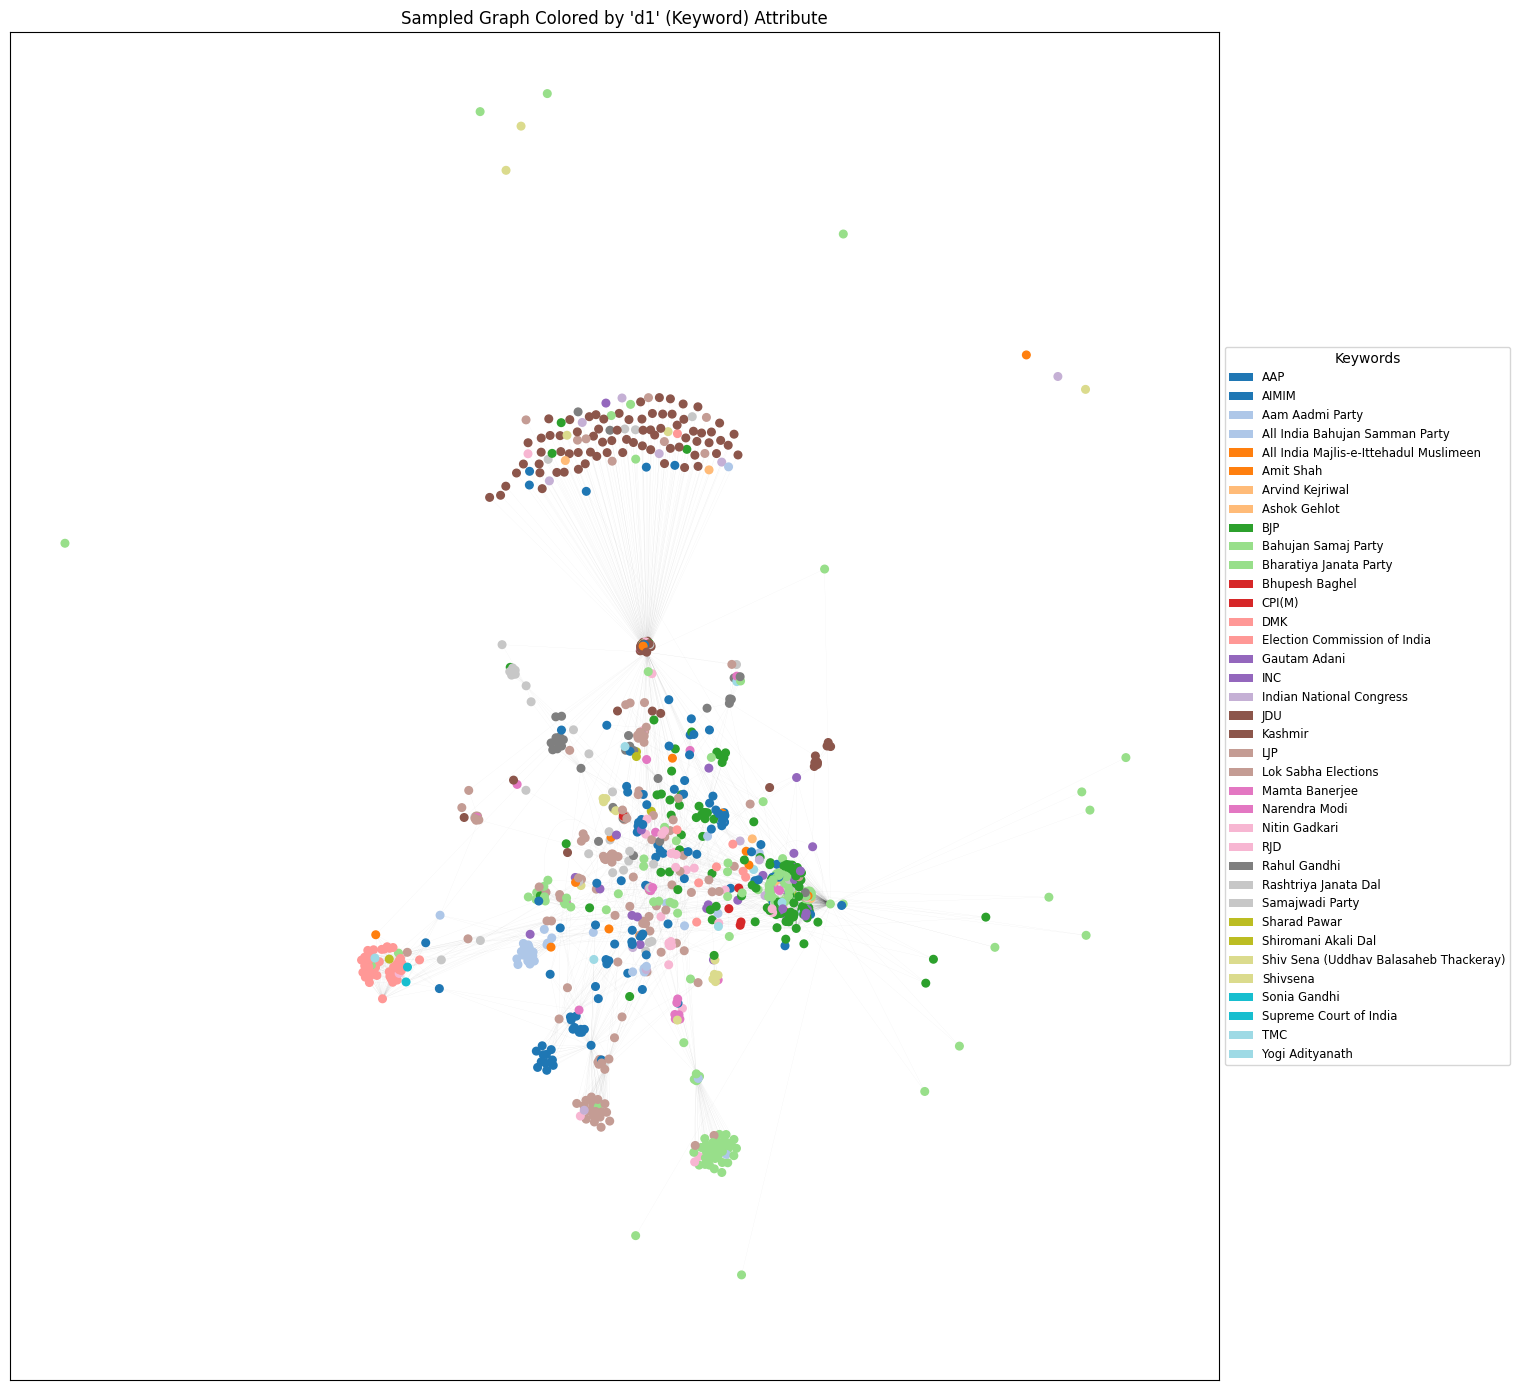 Sampled Graph Colored by 'd1' (Keyword) Attribute
Keywords
AAP
AIMIM
Aam Aadmi Party
All India Bahujan Samman Party
All India Majlis-e-Ittehadul Muslimeen
Amit Shah
Arvind Kejriwal
Ashok Gehlot
BJP
Bahujan Samaj Party
Bharatiya Janata Party
Bhupesh Baghel
CPI(M)
DMK
Election Commission of India
Gautam Adani
INC
Indian National Congress
JDU
Kashmir
LJP
Lok Sabha Elections
Mamta Banerjee
Narendra Modi
Nitin Gadkari
RJD
Rahul Gandhi
Rashtriya Janata Dal
Samajwadi Party
Sharad Pawar
Shiromani Akali Dal
Shiv Sena (Uddhav Balasaheb Thackeray)
Shivsena
Sonia Gandhi
Supreme Court of India
TMC
Yogi Adityanath